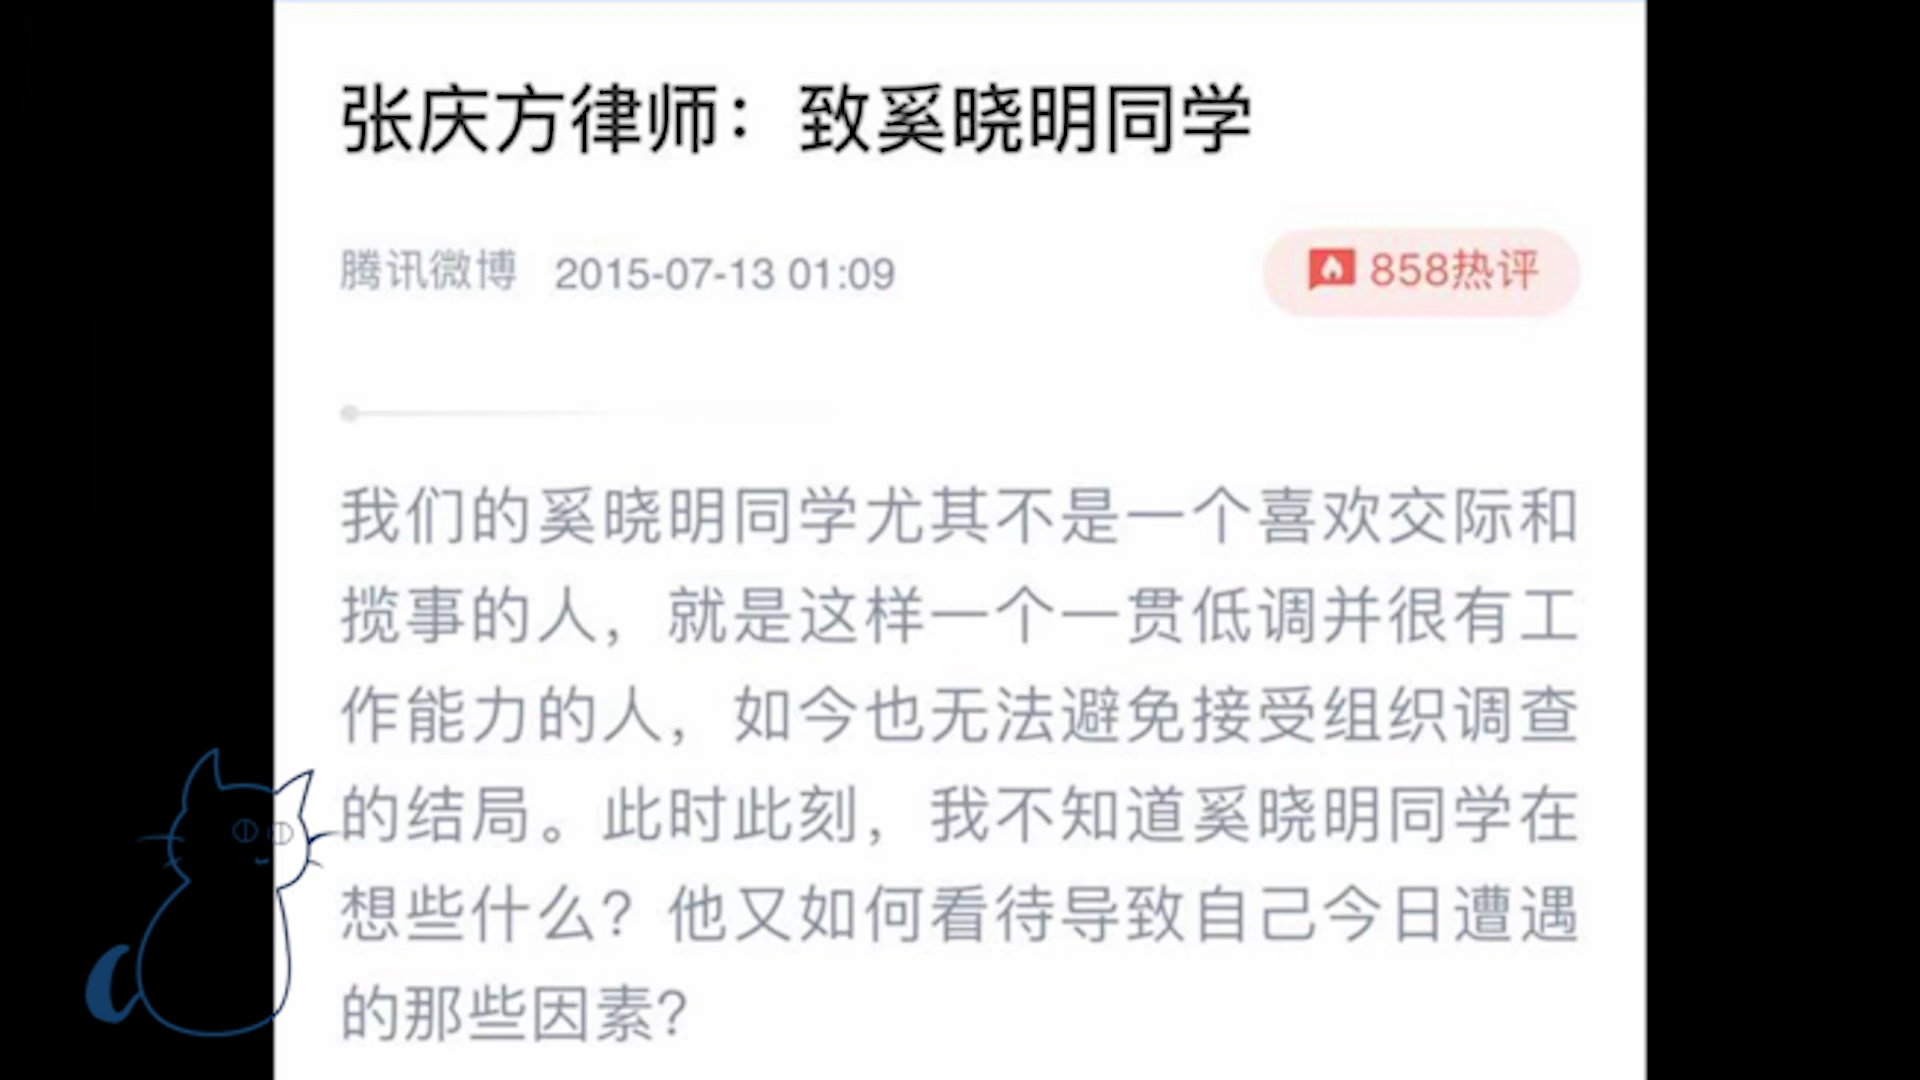 张庆方律师：致奚晓明同学
腾讯微博 2015-07-13 01:09
858热评
我们的奚晓明同学尤其不是一个喜欢交际和
揽事的人，就是这样一个一贯低调并很有工
作能力的人，如今也无法避免接受组织调查
的结局。此时此刻，我不知道奚晓明同学在
想些什么？他又如何看待导致自己今日遭遇
的那些因素？